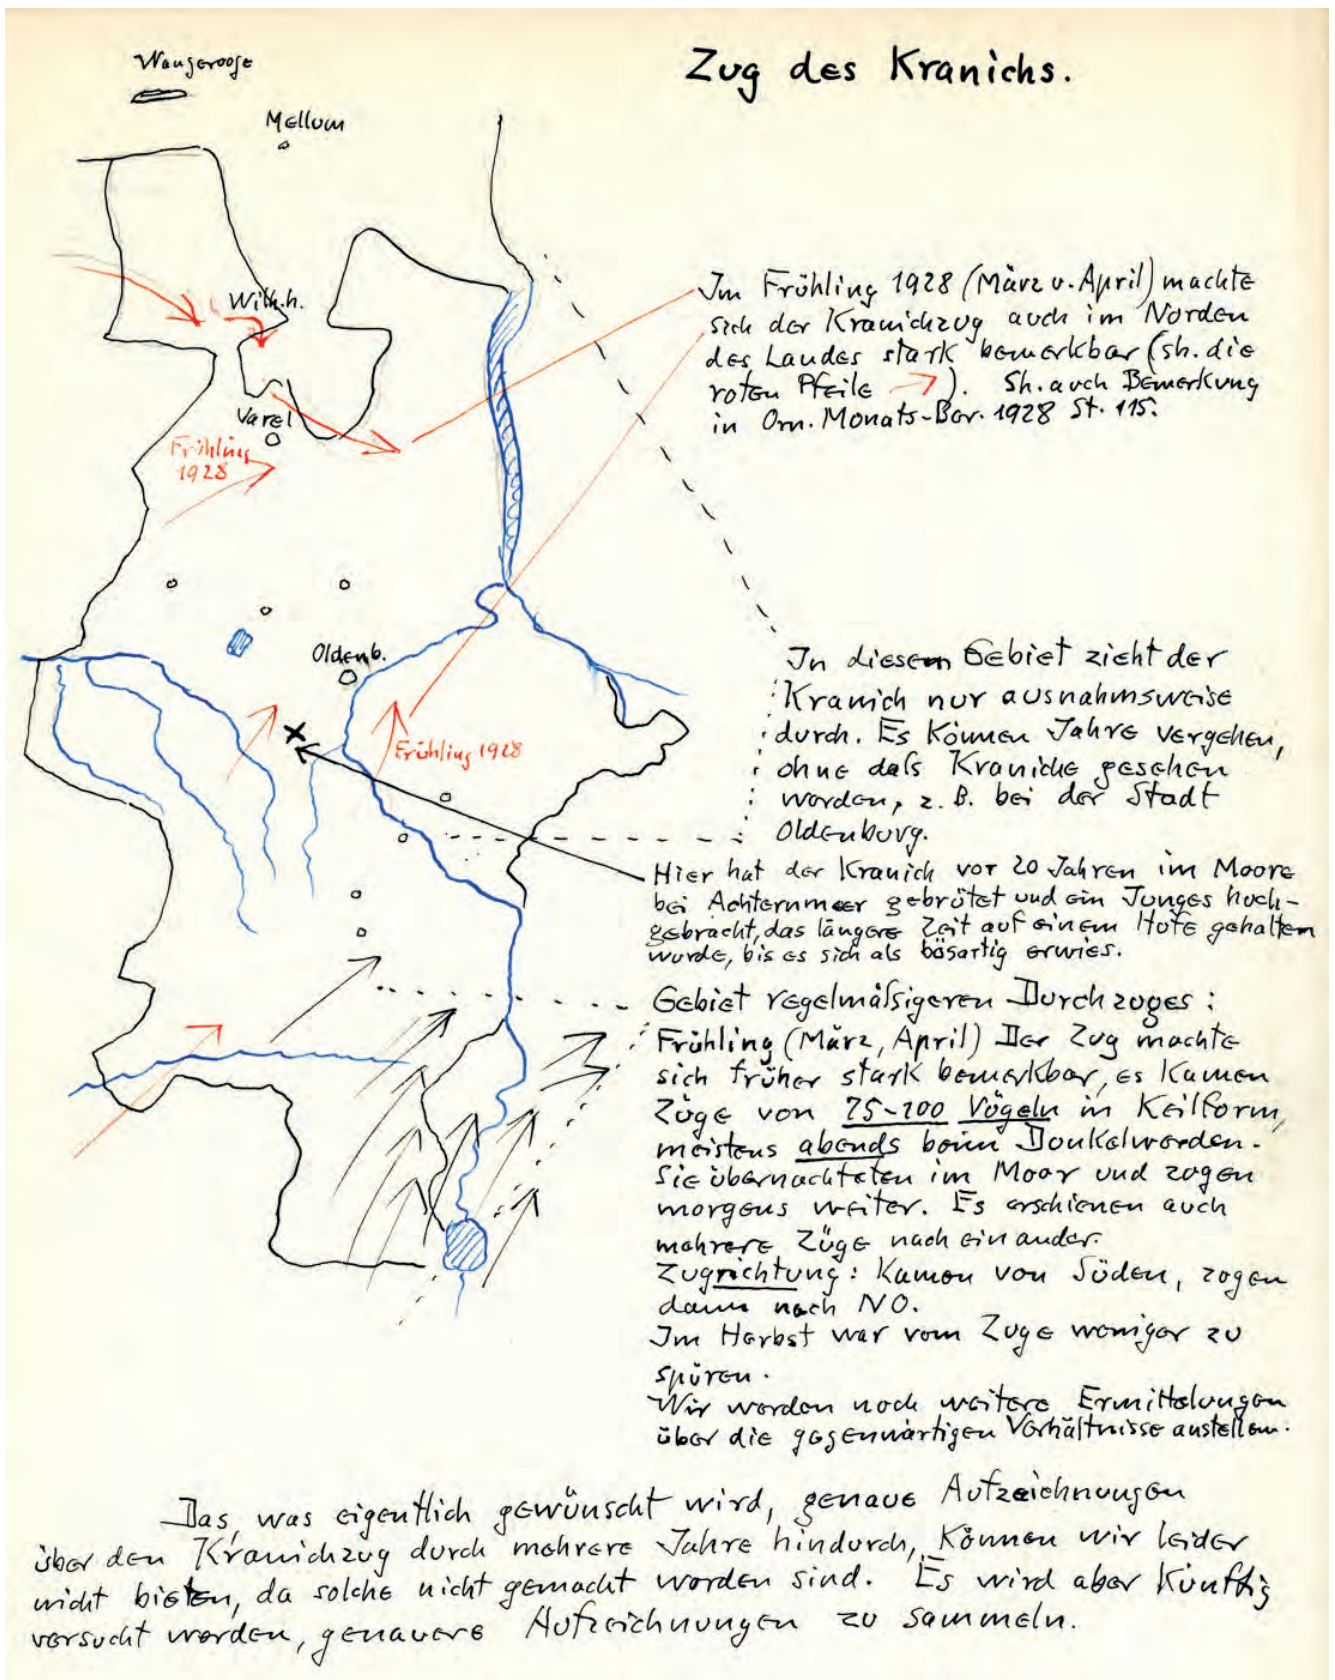 Zug des Kranichs.
Wangerooge
Mellum
Wilh.h.
Varel
Frühling
1928
Oldenb.
Frühling 1928
Im Frühling 1928 (März u. April) machte
sich der Kranichzug auch im Norden
des Landes stark bemerkbar (sh. die
roten Pfeile →). Sh. auch Bemerkung
in Orn. Monats-Ber. 1928 St. 115.
In diesem Gebiet zieht der
Kranich nur ausnahmsweise
durch. Es können Jahre vergehen,
ohne daß Kraniche gesehen
werden, z. B. bei der Stadt
Oldenburg.
Hier hat der Kranich vor 20 Jahren im Moore
bei Achternmeer gebrütet und ein Junges hoch-
gebracht, das längere Zeit auf einem Hofe gehalten
wurde, bis es sich als bösartig erwies.
Gebiet regelmäßigeren Durchzuges:
Frühling (März, April) Der Zug machte
sich früher stark bemerkbar, es kamen
Züge von 75-100 Vögeln in Keilform,
meistens abends beim Dunkelwerden.
Sie übernachteten im Moor und zogen
morgens weiter. Es erschienen auch
mehrere Züge nach einander.
Zugrichtung: Kamen von Süden, zogen
dann nach NO.
Im Herbst war vom Zuge weniger zu
spüren.
Wir werden noch weitere Ermittelungen
über die gegenwärtigen Verhältnisse anstellen.
Das, was eigentlich gewünscht wird, genaue Aufzeichnungen
über den Kranichzug durch mehrere Jahre hindurch, können wir leider
nicht bieten, da solche nicht gemacht worden sind. Es wird aber künftig
versucht werden, genauere Aufzeichnungen zu sammeln.